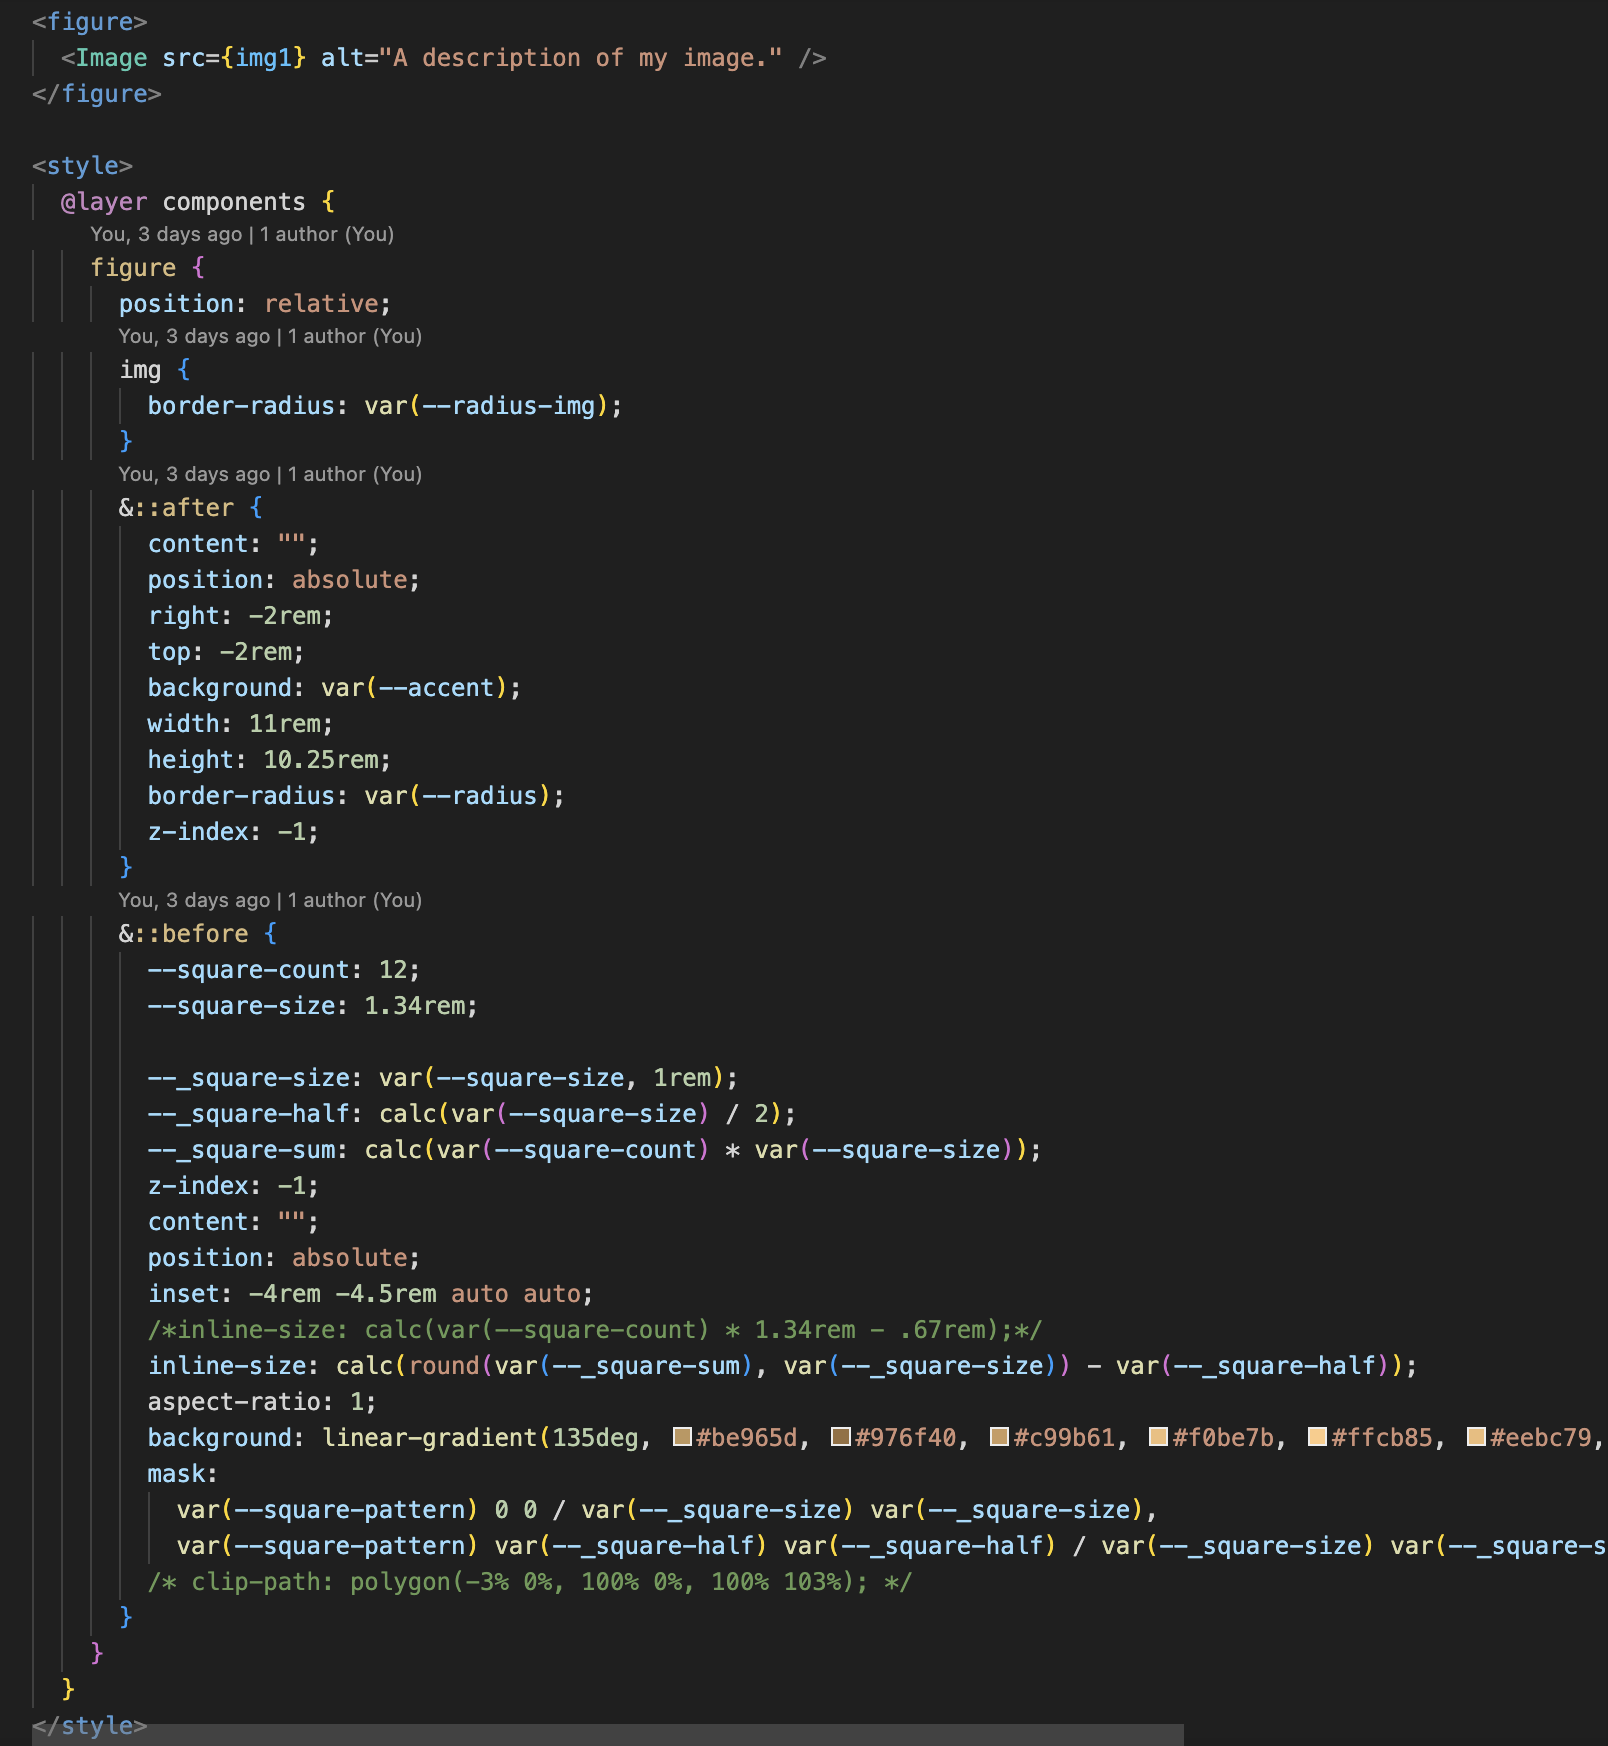 <figure>
<Image src={img1} alt="A description of my image." />
</figure>
<style>
@layer components {
You, 3 days ago | 1 author (You)
figure {
position: relative;
You, 3 days ago | 1 author (You)
img {
border-radius: var(--radius-img);
}
You, 3 days ago | 1 author (You)
&::after {
content: "";
position: absolute;
right: -2rem;
top: -2rem;
background: var(--accent);
width: 11rem;
height: 10.25rem;
border-radius: var(--radius);
z-index: -1;
}
You, 3 days ago | 1 author (You)
&::before {
--square-count: 12;
--square-size: 1.34rem;
--_square-size: var(--square-size, 1rem);
--_square-half: calc(var(--square-size) / 2);
--_square-sum: calc(var(--square-count) * var(--square-size));
z-index: -1;
content: "";
position: absolute;
inset: -4rem -4.5rem auto auto;
/*inline-size: calc(var(--square-count) * 1.34rem - .67rem);*/
inline-size: calc(round(var(--_square-sum), var(--_square-size)) - var(--_square-half));
aspect-ratio: 1;
background: linear-gradient(135deg, #be965d, #976f40, #c99b61, #f0be7b, #ffcb85, #eebc79,
mask:
var(--square-pattern) 0 0 / var(--_square-size) var(--_square-size),
var(--square-pattern) var(--_square-half) var(--_square-half) / var(--_square-size) var(--_square-s
/* clip-path: polygon(-3% 0%, 100% 0%, 100% 103%); */
}
}
}
</style>